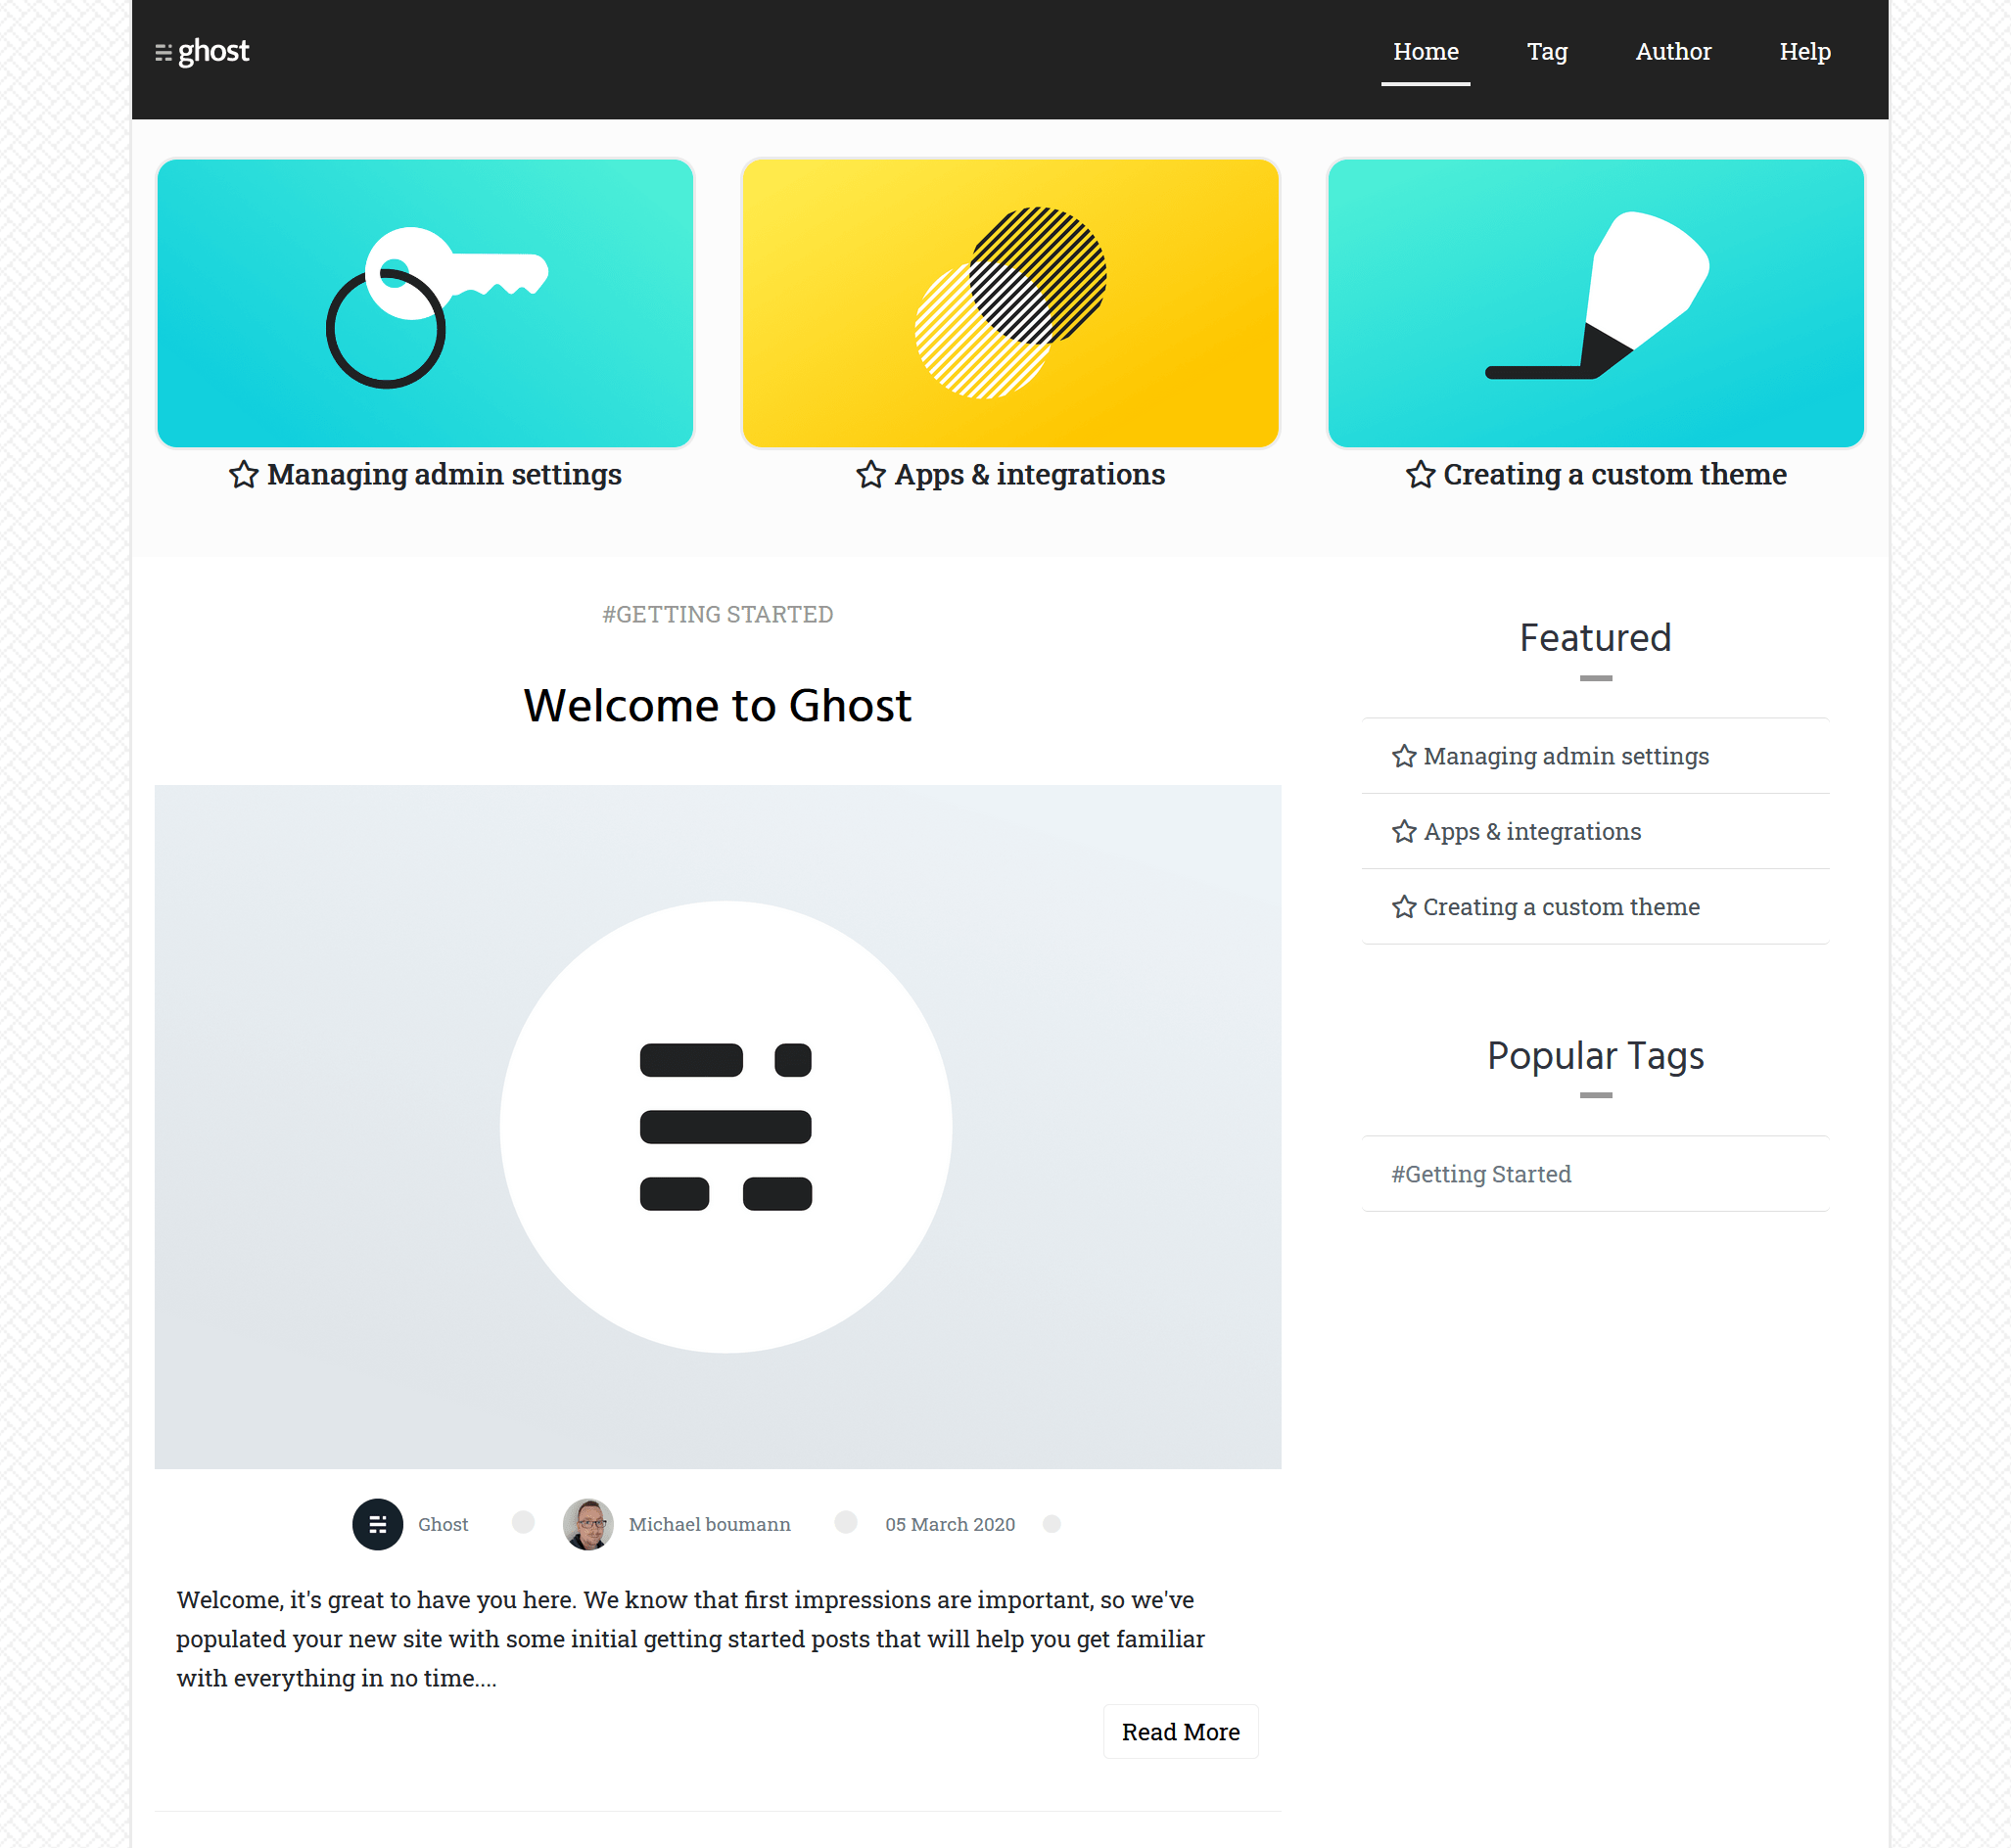 ghost
Home
Tag
Author
Help
Managing admin settings
Apps & integrations
Creating a custom theme
#GETTING STARTED
Welcome to Ghost
Ghost
Michael boumann
05 March 2020
Welcome, it's great to have you here. We know that first impressions are important, so we've
populated your new site with some initial getting started posts that will help you get familiar
with everything in no time....
Read More
Featured
Managing admin settings
Apps & integrations
Creating a custom theme
Popular Tags
#Getting Started